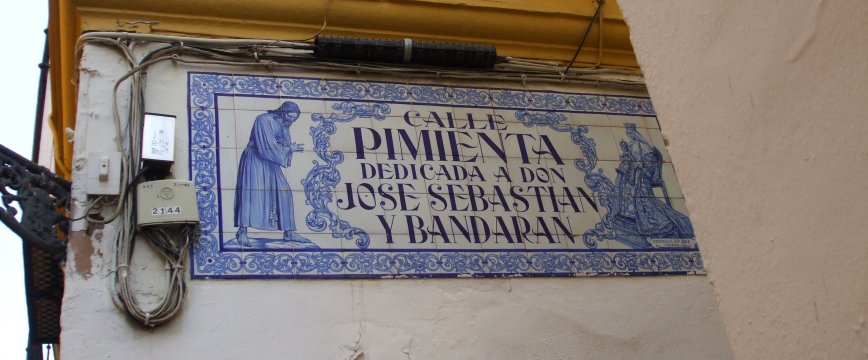 CALLE
PIMIENTA
DEDICADA A DON
JOSE SEBASTIAN
Y BANDARAN
2144